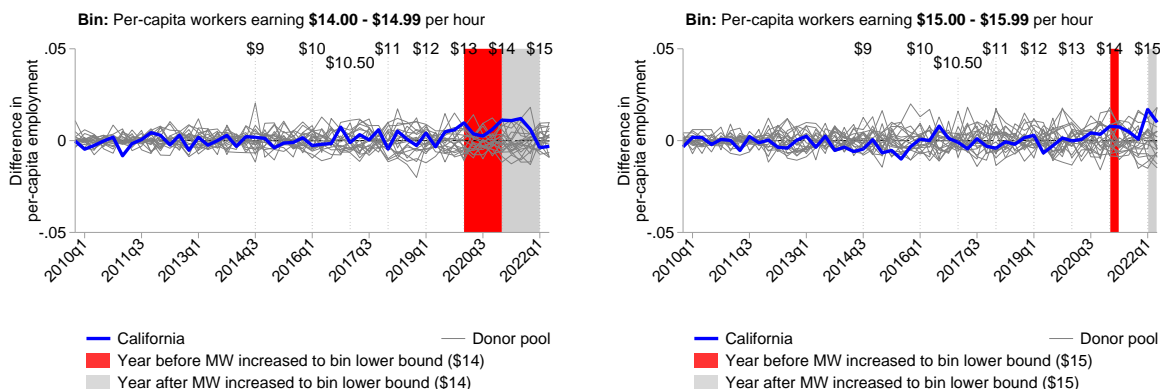 Bin: Per-capita workers earning $14.00 - $14.99 per hour
.05
0
-.05
Difference in
per-capita employment
$9
$10
$10.50
$11
$12
$13
$14
$15
2010q1
2011q3
2013q1
2014q3
2016q1
2017q3
2019q1
2020q3
2022q1
California
Donor pool
Year before MW increased to bin lower bound ($14)
Year after MW increased to bin lower bound ($14)
Bin: Per-capita workers earning $15.00 - $15.99 per hour
.05
0
-.05
Difference in
per-capita employment
$9
$10
$10.50
$11
$12
$13
$14
$15
2010q1
2011q3
2013q1
2014q3
2016q1
2017q3
2019q1
2020q3
2022q1
California
Donor pool
Year before MW increased to bin lower bound ($15)
Year after MW increased to bin lower bound ($15)